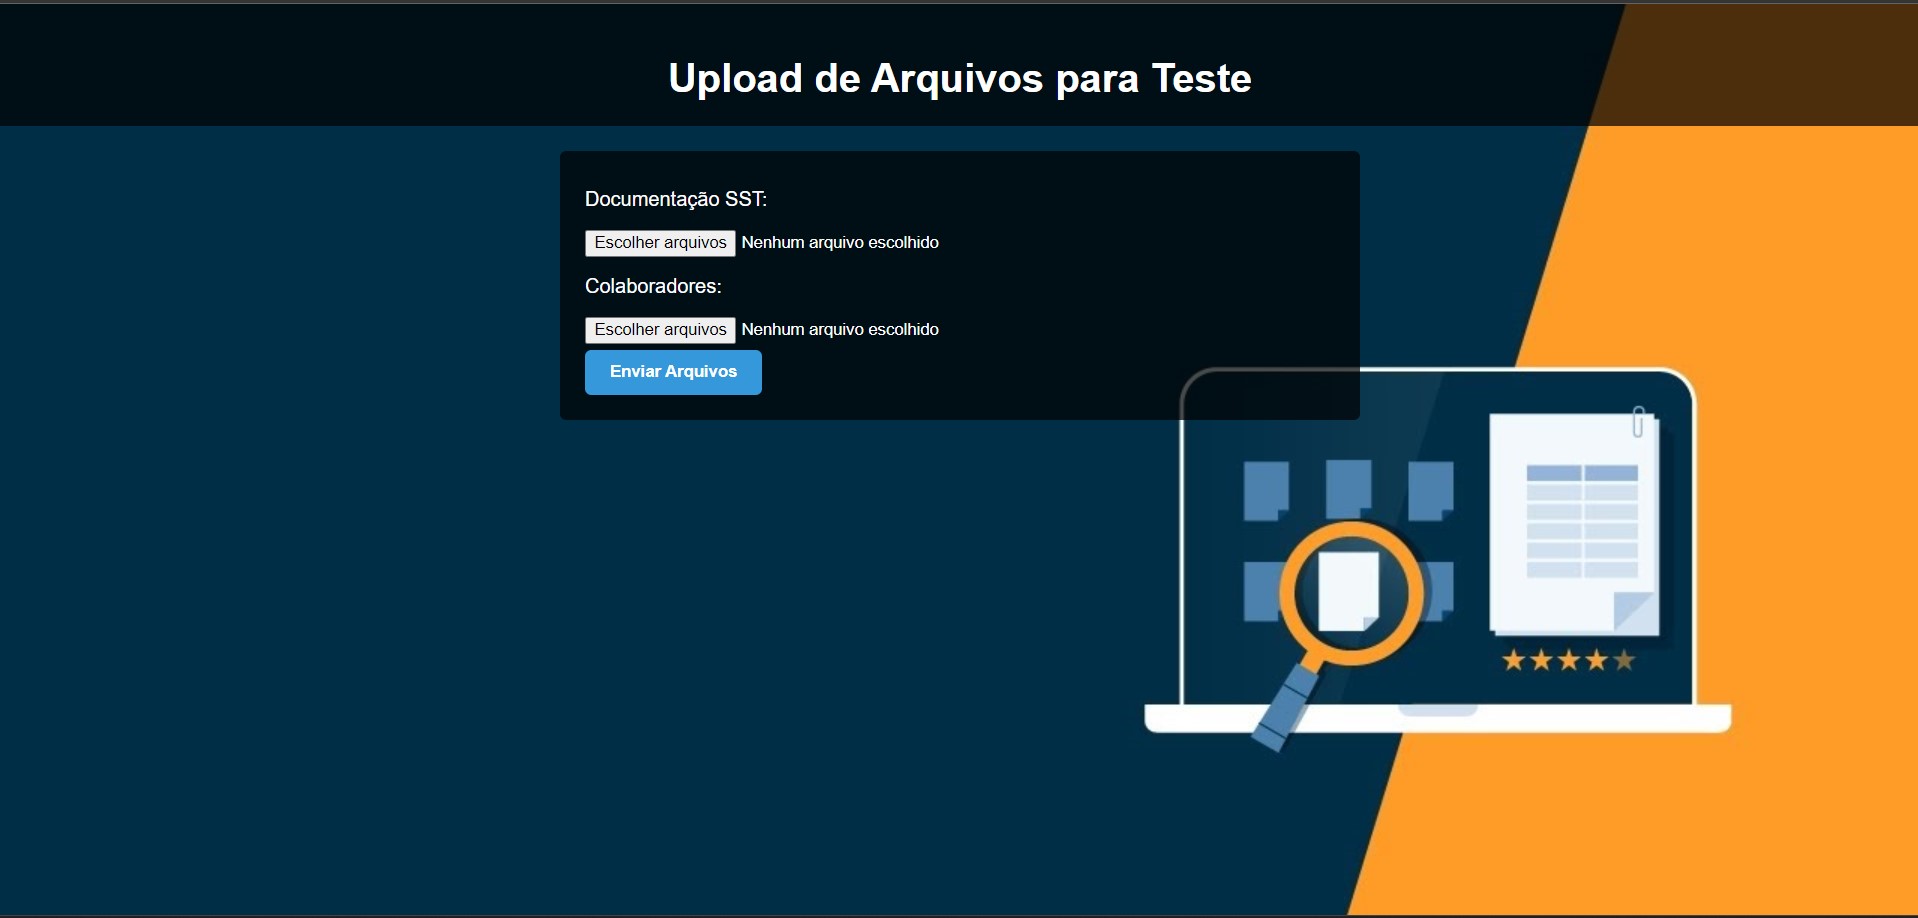 Upload de Arquivos para Teste
Documentação SST:
Escolher arquivos Nenhum arquivo escolhido
Colaboradores:
Escolher arquivos Nenhum arquivo escolhido
Enviar Arquivos